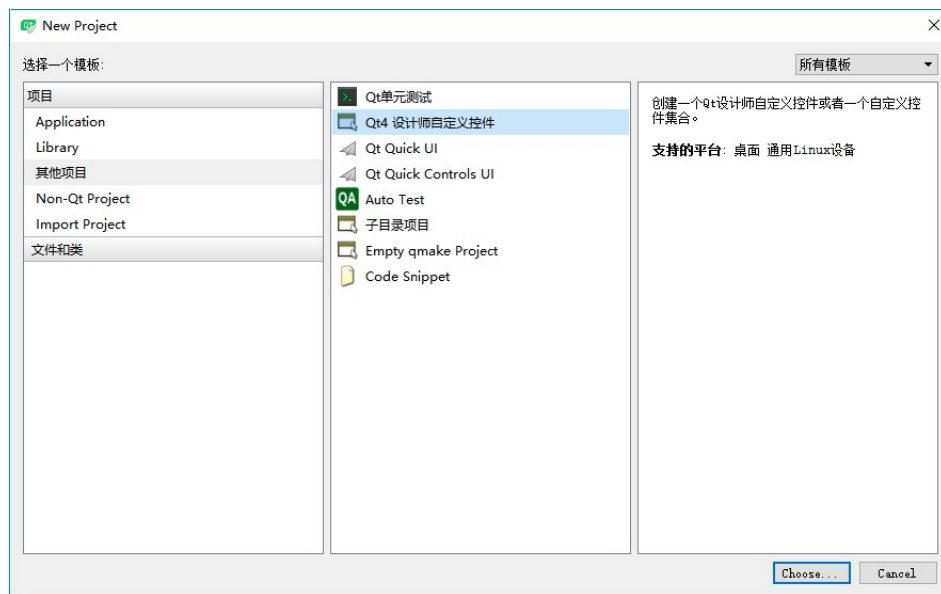 New Project
选择一个模板:
所有模板
项目
Application
Library
其他项目
Non-Qt Project
Import Project
文件和类
Qt单元测试
Qt4 设计师自定义控件
Qt Quick UI
Qt Quick Controls UI
QA Auto Test
子目录项目
Empty qmake Project
Code Snippet
创建一个Qt设计师自定义控件或者一个自定义控
件集合。
支持的平台: 桌面 通用Linux设备
Choose...
Cancel